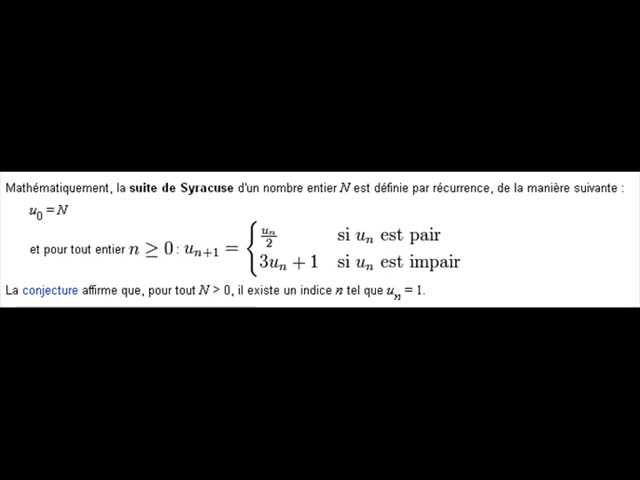 Mathématiquement, la suite de Syracuse d'un nombre entier N est définie par récurrence, de la manière suivante :
u₀ = N
et pour tout entier n ≥ 0 : uₙ₊₁ = { uₙ/2 si uₙ est pair
3uₙ + 1 si uₙ est impair
La conjecture affirme que, pour tout N > 0, il existe un indice n tel que uₙ = 1.